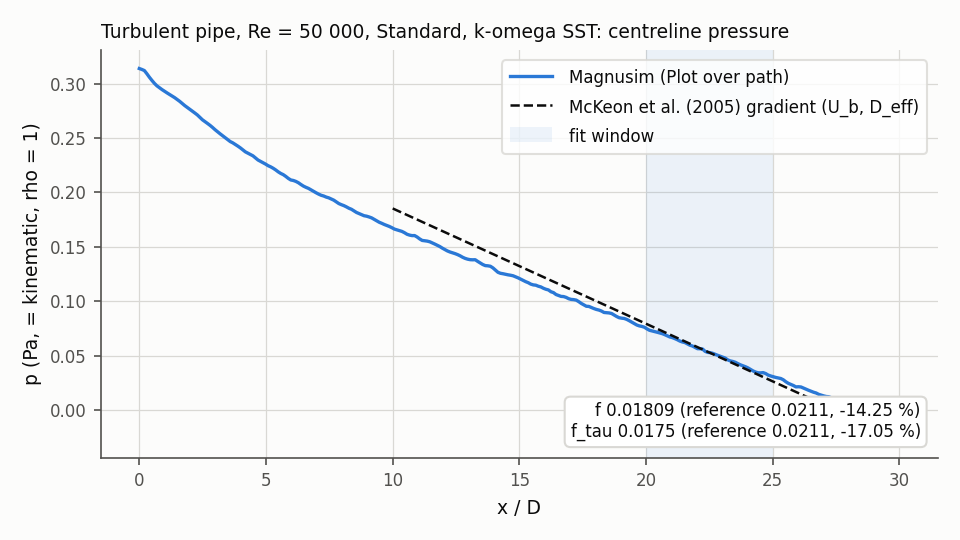 Turbulent pipe, Re = 50 000, Standard, k-omega SST: centreline pressure
Magnusim (Plot over path)
McKeon et al. (2005) gradient (U_b, D_eff)
fit window
p (Pa, = kinematic, rho = 1)
0.30
0.25
0.20
0.15
0.10
0.05
0.00
f 0.01809 (reference 0.0211, -14.25 %)
f_tau 0.0175 (reference 0.0211, -17.05 %)
0 5 10 15 20 25 30
x / D